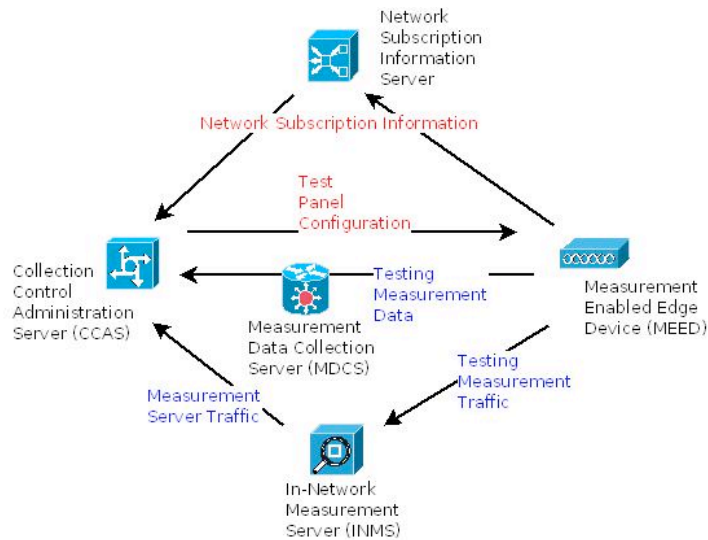 Network
Subscription
Information
Server
Network Subscription Information
Test
Panel
Configuration
Collection
Control
Administration
Server (CCAS)
Testing
Measurement
Data
Measurement
Data Collection
Server (MDCS)
Measurement
Enabled Edge
Device (MEED)
Measurement
Server Traffic
Testing
Measurement
Traffic
In-Network
Measurement
Server (INMS)